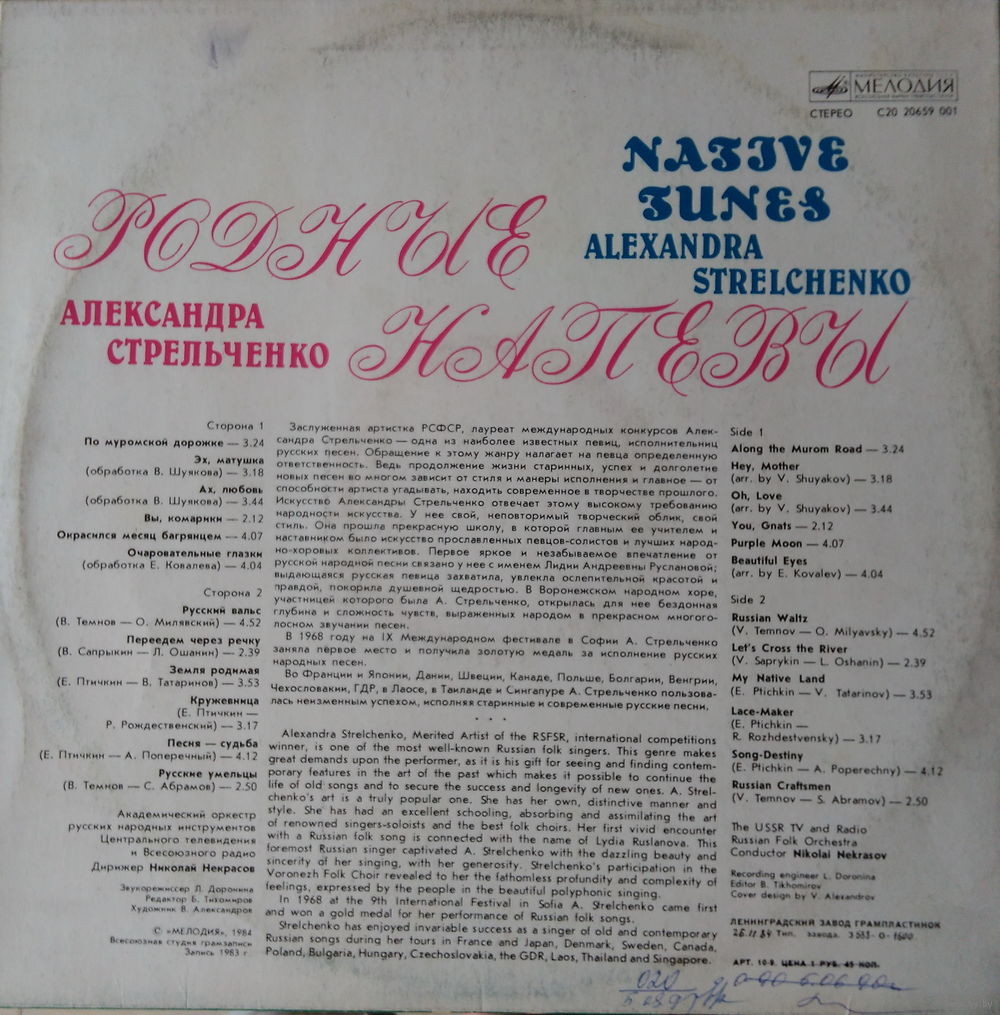 МЕЛОДИЯ
СТЕРЕО С20 20659 001
NATIVE
TUNES
ALEXANDRA
STRELCHENKO
РОДНЫЕ
НАПЕВЫ
АЛЕКСАНДРА
СТРЕЛЬЧЕНКО
Сторона 1
По муромской дорожке — 3.24
Эх, матушка
(обработка В. Шуякова) — 3.18
Ах, любовь
(обработка В. Шуякова) — 3.44
Вы, комарики — 2.12
Окрасился месяц багрянцем — 4.07
Очаровательные глазки
(обработка Е. Ковалева) — 4.04
Сторона 2
Русский вальс
(В. Темнов — О. Милявский) — 4.52
Переедем через речку
(В. Сапрыкин — Л. Ошанин) — 2.39
Земля родимая
(Е. Птичкин — В. Татаринов) — 3.53
Кружевница
(Е. Птичкин —
Р. Рождественский) — 3.17
Песня — судьба
(Е. Птичкин — А. Поперечный) — 4.12
Русские умельцы
(В. Темнов — С. Абрамов) — 2.50
Академический оркестр
русских народных инструментов
Центрального телевидения
и Всесоюзного радио
Дирижер Николай Некрасов
Звукорежиссер Л. Доронина
Редактор Б. Тихомиров
Художник В. Александров
© «МЕЛОДИЯ», 1984
Всесоюзная студия грамзаписи
Запись 1983 г.
Заслуженная артистка РСФСР, лауреат международных конкурсов Алек-
сандра Стрельченко — одна из наиболее известных певиц, исполнительниц
русских песен. Обращение к этому жанру налагает на певца определенную
ответственность. Ведь продолжение жизни старинных, успех и долголетие
новых песен во многом зависит от стиля и манеры исполнения и главное — от
способности артиста угадывать, находить современное в творчестве прошлого.
Искусство Александры Стрельченко отвечает этому высокому требованию
народности искусства. У нее свой, неповторимый творческий облик, свой
стиль. Она прошла прекрасную школу, в которой главным ее учителем и
наставником было искусство прославленных певцов-солистов и лучших народ-
но-хоровых коллективов. Первое яркое и незабываемое впечатление от
русской народной песни связано у нее с именем Лидии Андреевны Руслановой;
выдающаяся русская певица захватила, увлекла ослепительной красотой и
правдой, покорила душевной щедростью. В Воронежском народном хоре,
участницей которого была А. Стрельченко, открылась для нее бездонная
глубина и сложность чувств, выраженных народом в прекрасном многого-
лосном звучании песен.
В 1968 году на IX Международном фестивале в Софии А. Стрельченко
заняла первое место и получила золотую медаль за исполнение русских
народных песен.
Во Франции и Японии, Дании, Швеции, Канаде, Польше, Болгарии, Венгрии,
Чехословакии, ГДР, в Лаосе, в Таиланде и Сингапуре А. Стрельченко пользова-
лась неизменным успехом, исполняя старинные и современные русские песни.
• • •
Alexandra Strelchenko, Merited Artist of the RSFSR, international competitions
winner, is one of the most well-known Russian folk singers. This genre makes
great demands upon the performer, as it is his gift for seeing and finding contem-
porary features in the art of the past which makes it possible to continue the
life of old songs and to secure the success and longevity of new ones. A. Strel-
chenko's art is a truly popular one. She has her own, distinctive manner and
style. She has had an excellent schooling, absorbing and assimilating the art
of renowned singers-soloists and the best folk choirs. Her first vivid encounter
with a Russian folk song is connected with the name of Lydia Ruslanova. This
foremost Russian singer captivated A. Strelchenko with the dazzling beauty and
sincerity of her singing, with her generosity. Strelchenko's participation in the
Voronezh Folk Choir revealed to her the fathomless profundity and complexity of
feelings, expressed by the people in the beautiful polyphonic singing.
In 1968 at the 9th International Festival in Sofia A. Strelchenko came first
and won a gold medal for her performance of Russian folk songs.
Strelchenko has enjoyed invariable success as a singer of old and contemporary
Russian songs during her tours in France and Japan, Denmark, Sweden, Canada,
Poland, Bulgaria, Hungary, Czechoslovakia, the GDR, Laos, Thailand and Singapore.
Side 1
Along the Murom Road — 3.24
Hey, Mother
(arr. by V. Shuyakov) — 3.18
Oh, Love
(arr. by V. Shuyakov) — 3.44
You, Gnats — 2.12
Purple Moon — 4.07
Beautiful Eyes
(arr. by E. Kovalev) — 4.04
Side 2
Russian Waltz
(V. Temnov — O. Milyavsky) — 4.52
Let's Cross the River
(V. Saprykin — L. Oshanin) — 2.39
My Native Land
(E. Ptichkin — V. Tatarinov) — 3.53
Lace-Maker
(E. Ptichkin —
R. Rozhdestvensky) — 3.17
Song-Destiny
(E. Ptichkin — A. Poperechny) — 4.12
Russian Craftsmen
(V. Temnov — S. Abramov) — 2.50
The USSR TV and Radio
Russian Folk Orchestra
Conductor Nikolai Nekrasov
Recording engineer L. Doronina
Editor B. Tikhomirov
Cover design by V. Alexandrov
ЛЕНИНГРАДСКИЙ ЗАВОД ГРАМПЛАСТИНОК
Тип. завода.
АРТ. 10-9. ЦЕНА 1 РУБ. 45 КОП.